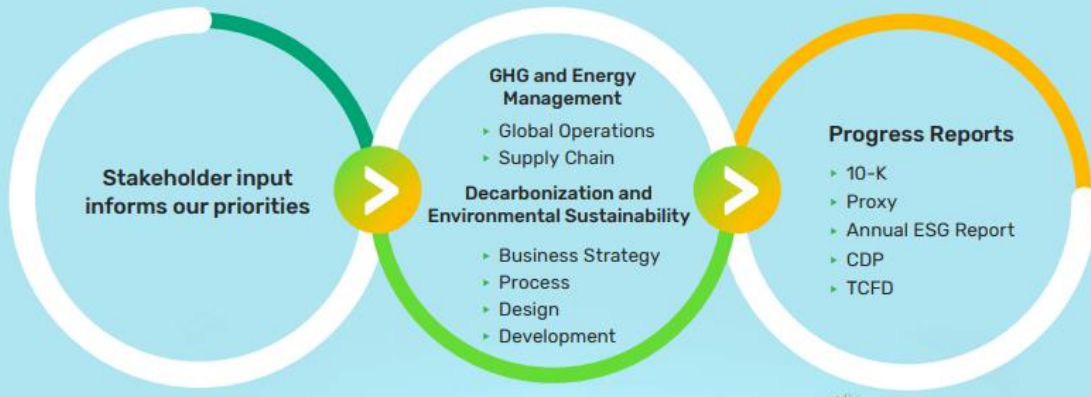 Stakeholder input
informs our priorities
GHG and Energy
Management
Global Operations
Supply Chain
Decarbonization and
Environmental Sustainability
Business Strategy
Process
Design
Development
Progress Reports
10-K
Proxy
Annual ESG Report
CDP
TCFD